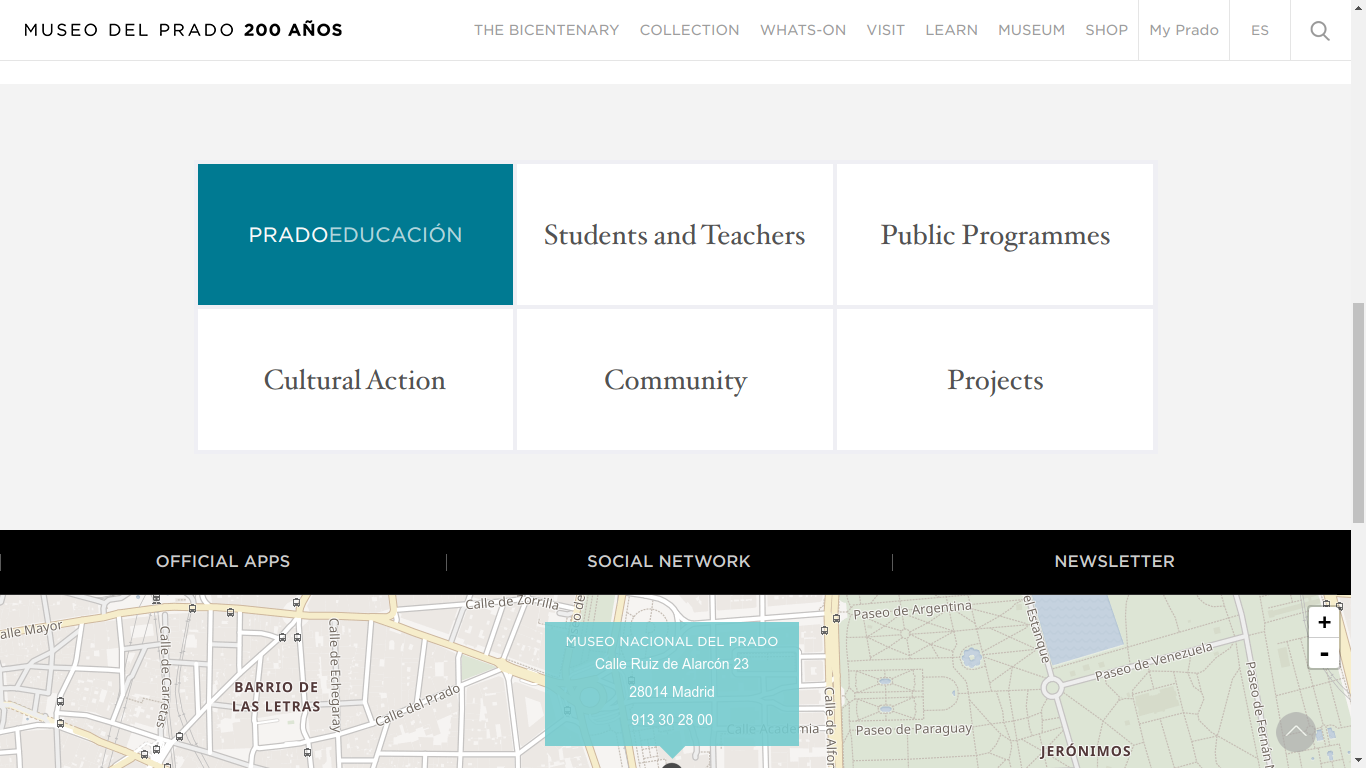 MUSEO DEL PRADO 200 AÑOS
THE BICENTENARY
COLLECTION
WHATS-ON
VISIT
LEARN
MUSEUM
SHOP
My Prado
ES
PRADOEDUCACIÓN
Students and Teachers
Public Programmes
Cultural Action
Community
Projects
OFFICIAL APPS
SOCIAL NETWORK
NEWSLETTER
alle Mayor
Calle de Carretas
Calle de Echegaray
Calle de Zorrilla
BARRIO DE
LAS LETRAS
Calle del Prado
MUSEO NACIONAL DEL PRADO
Calle Ruiz de Alarcón 23
28014 Madrid
913 30 28 00
Calle Academia
Calle de Alfon
Paseo de Argentina
el Estanque
Paseo de Venezuela
Paseo de Paraguay
Paseo de Fernán N
JERÓNIMOS
+
-